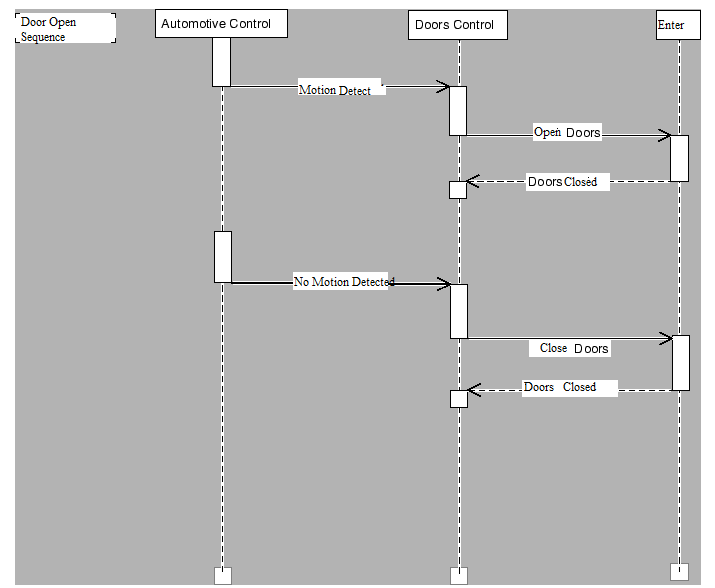 Door Open
Sequence
Automotive Control
Doors Control
Enter
Motion Detect
Open Doors
Doors Closed
No Motion Detected
Close Doors
Doors Closed